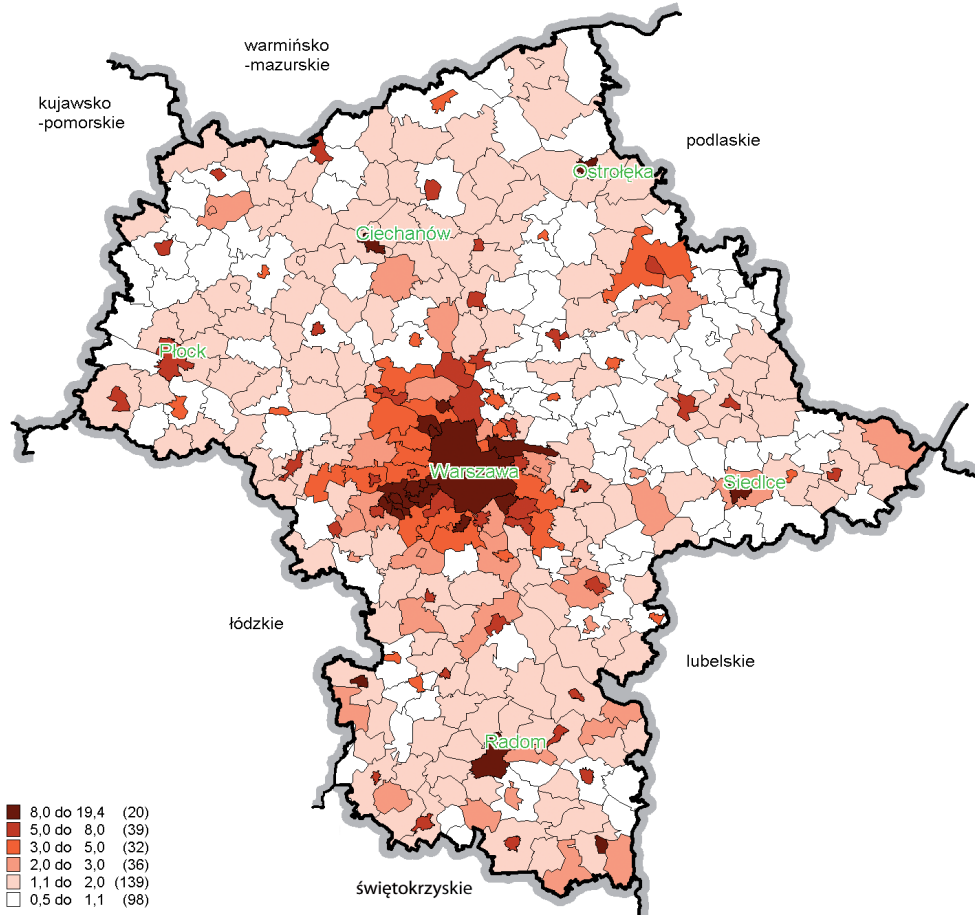 warmińsko
-mazurskie
kujawsko
-pomorskie
podlaskie
Ostrołęka
Ciechanów
Płock
Warszawa
Siedlce
łódzkie
lubelskie
Radom
8,0 do 19,4 (20)
5,0 do 8,0 (39)
3,0 do 5,0 (32)
2,0 do 3,0 (36)
1,1 do 2,0 (139)
0,5 do 1,1 (98)
świętokrzyskie